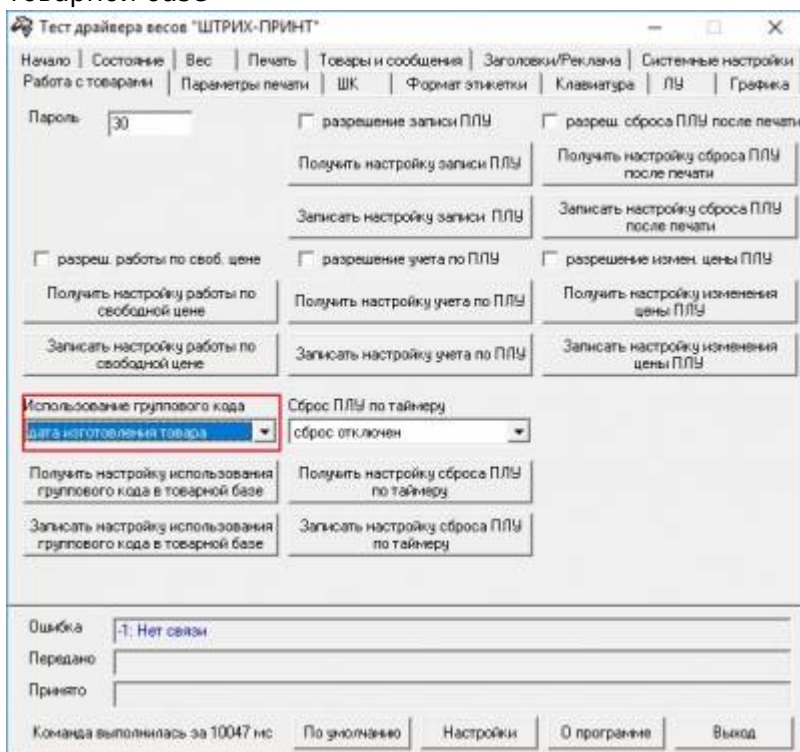 товарной базе
Тест драйвера весов "ШТРИХ-ПРИНТ"
Начало Состояние Вес Печать Товары и сообщения Заголовки/Реклама Системные настройки
Работа с товарами Параметры печати ШК Формат этикетки Клавиатура ЛУ Графика
Пароль 30 разрешение записи ПЛУ разреш. сброса ПЛУ после печати
Получить настройку записи ПЛУ
Получить настройку сброса ПЛУ
после печати
Записать настройку записи ПЛУ
Записать настройку сброса ПЛУ
после печати
разреш. работы по своб. цене разрешение учета по ПЛУ разрешение измен. цены ПЛУ
Получить настройку работы по
свободной цене
Получить настройку учета по ПЛУ
Получить настройку изменения
цены ПЛУ
Записать настройку работы по
свободной цене
Записать настройку учета по ПЛУ
Записать настройку изменения
цены ПЛУ
Использование группового кода Сброс ПЛУ по таймеру
дата изготовления товара сброс отключен
Получить настройку использования
группового кода в товарной базе
Получить настройку сброса ПЛУ
по таймеру
Записать настройку использования
группового кода в товарной базе
Записать настройку сброса ПЛУ
по таймеру
Ошибка -1: Нет связи
Передано
Принято
Команда выполнилась за 10047 мс По умолчанию Настройки О программе Выход